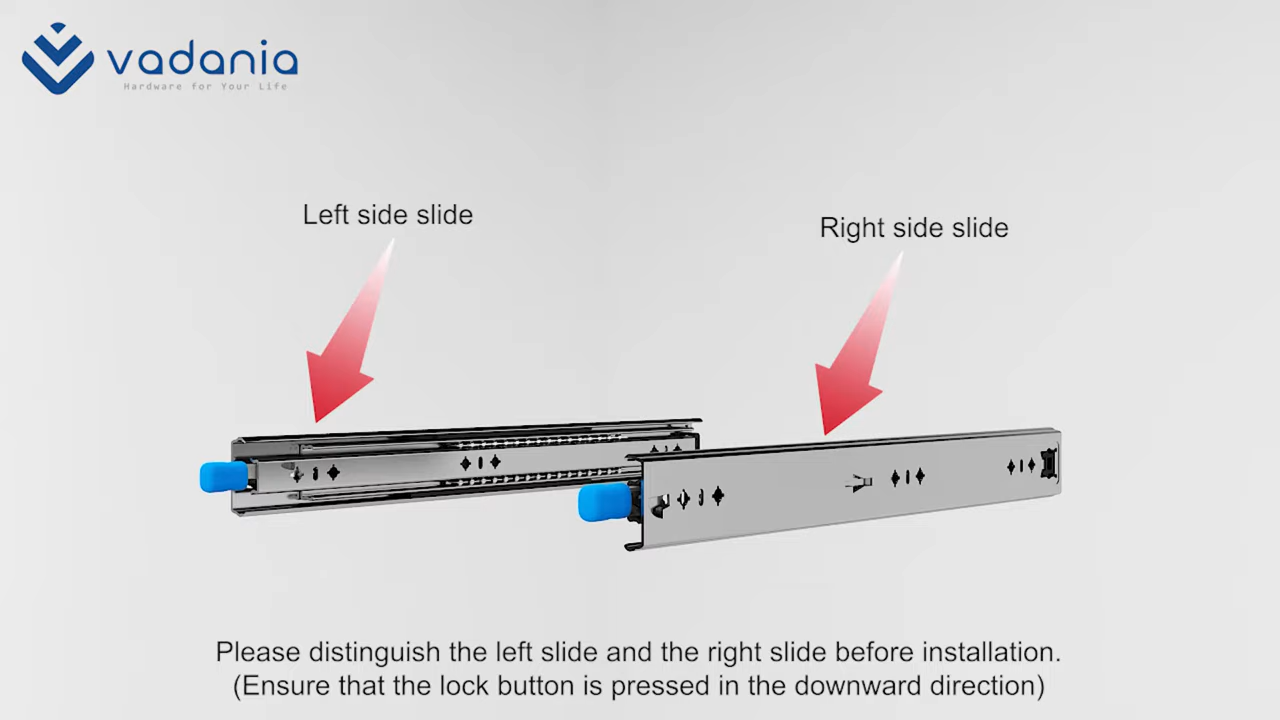 vadania
Hardware for Your Life
Left side slide
Right side slide
Please distinguish the left slide and the right slide before installation.
(Ensure that the lock button is pressed in the downward direction)